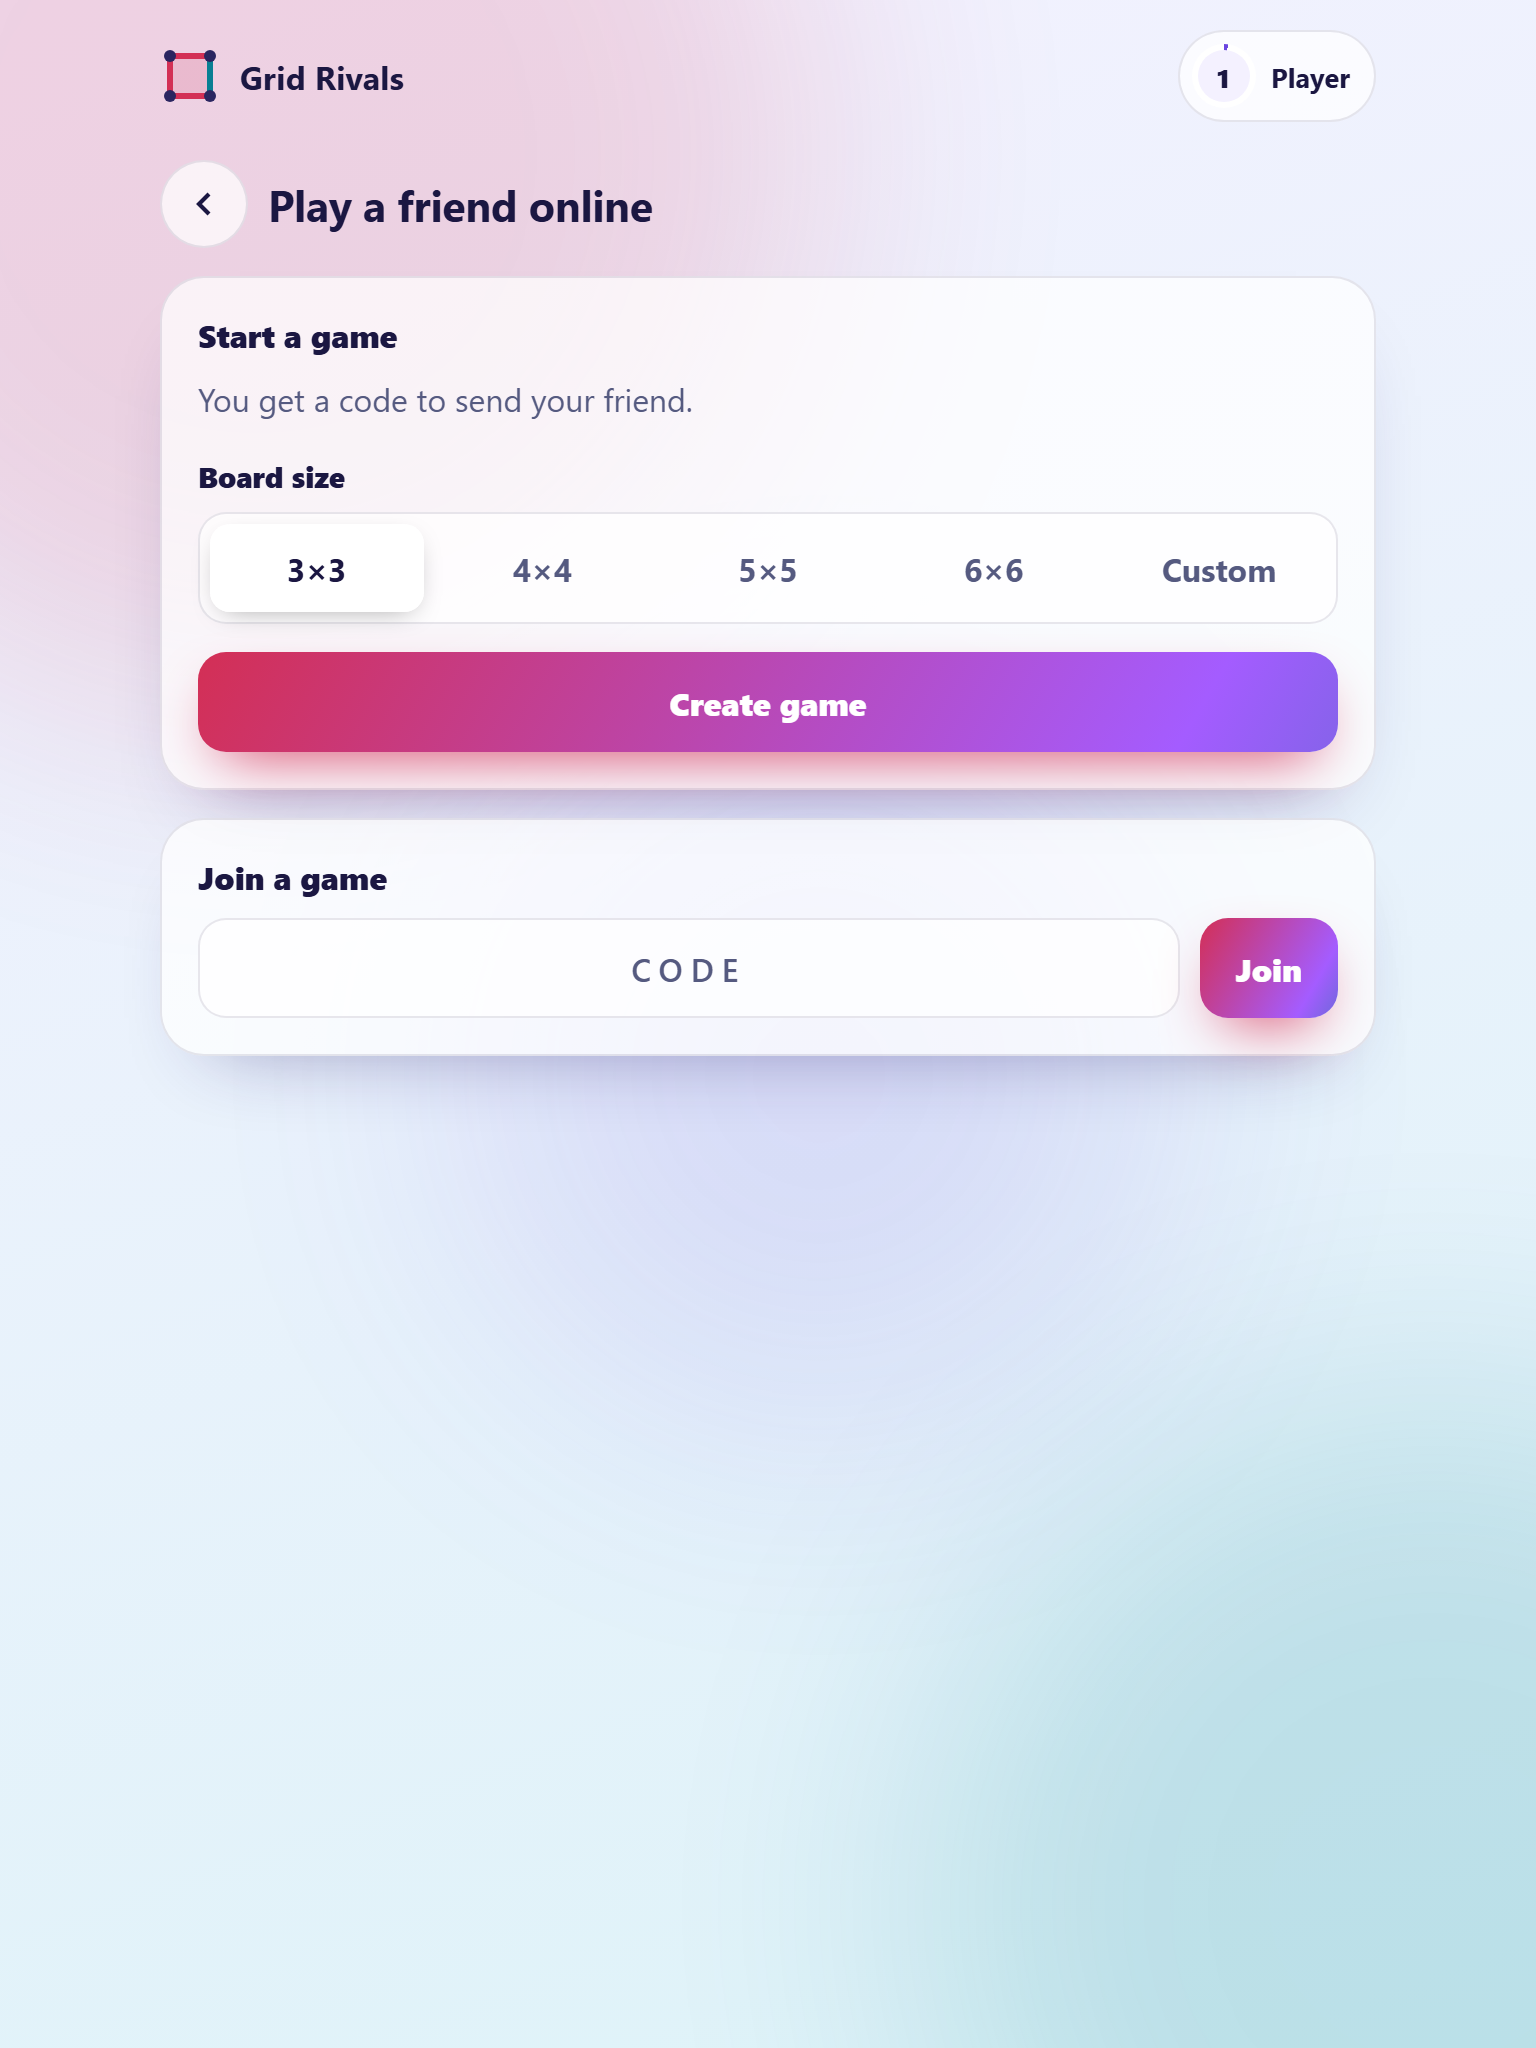 Grid Rivals
1 Player
Play a friend online
Start a game
You get a code to send your friend.
Board size
3×3 4×4 5×5 6×6 Custom
Create game
Join a game
CODE Join